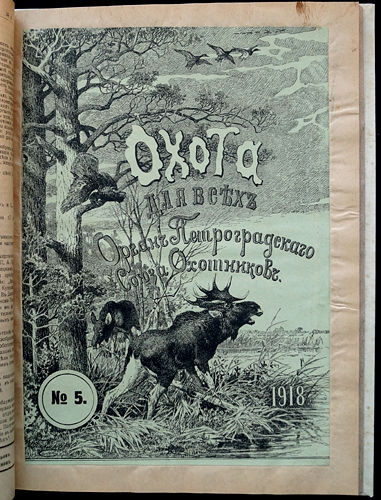 ОХОТА
ДЛЯ ВСѢХЪ
Органъ Петроградскаго
Союза Охотниковъ.
№ 5.
1918